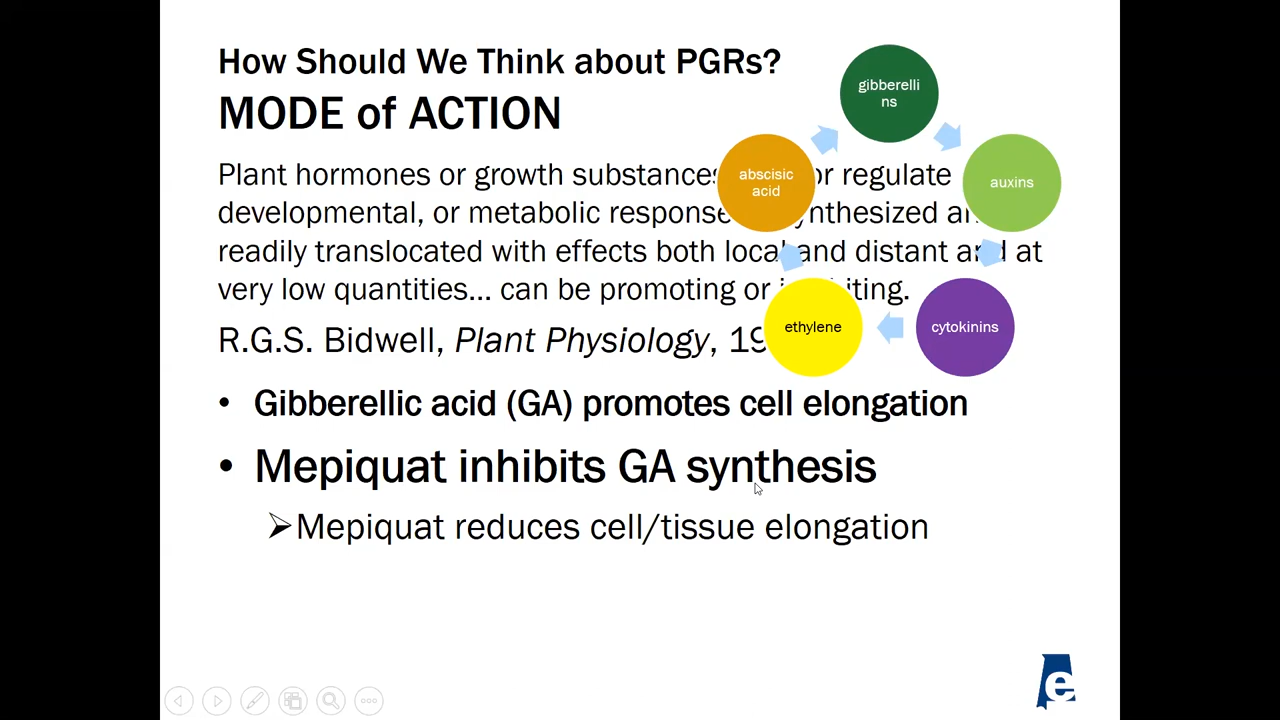 How Should We Think about PGRs?
MODE of ACTION
gibberelli
ns
auxins
cytokinins
ethylene
abscisic
acid
Plant hormones or growth substances or regulate
developmental, or metabolic response synthesized
readily translocated with effects both local and distant and at
very low quantities... can be promoting or
R.G.S. Bidwell, Plant Physiology,
• Gibberellic acid (GA) promotes cell elongation
• Mepiquat inhibits GA synthesis
➢Mepiquat reduces cell/tissue elongation
e